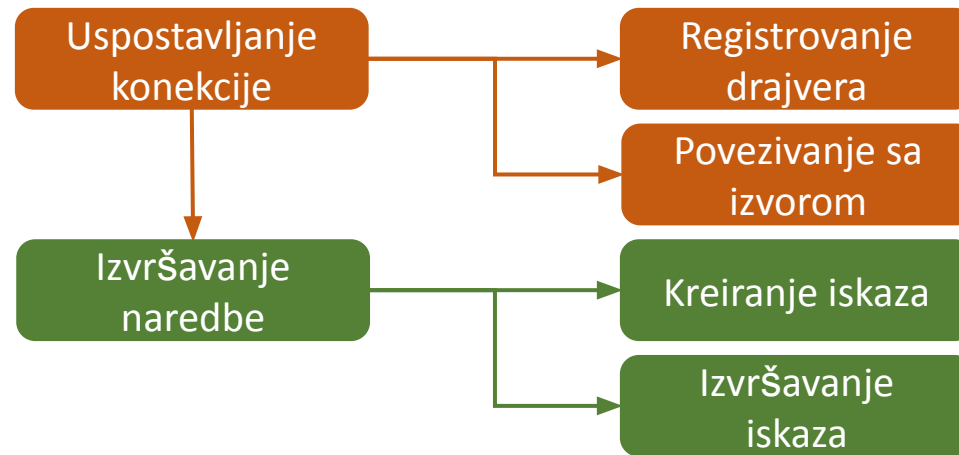 Uspostavljanje
konekcije
Registrovanje
drajvera
Povezivanje sa
izvorom
Izvršavanje
naredbe
Kreiranje iskaza
Izvršavanje
iskaza